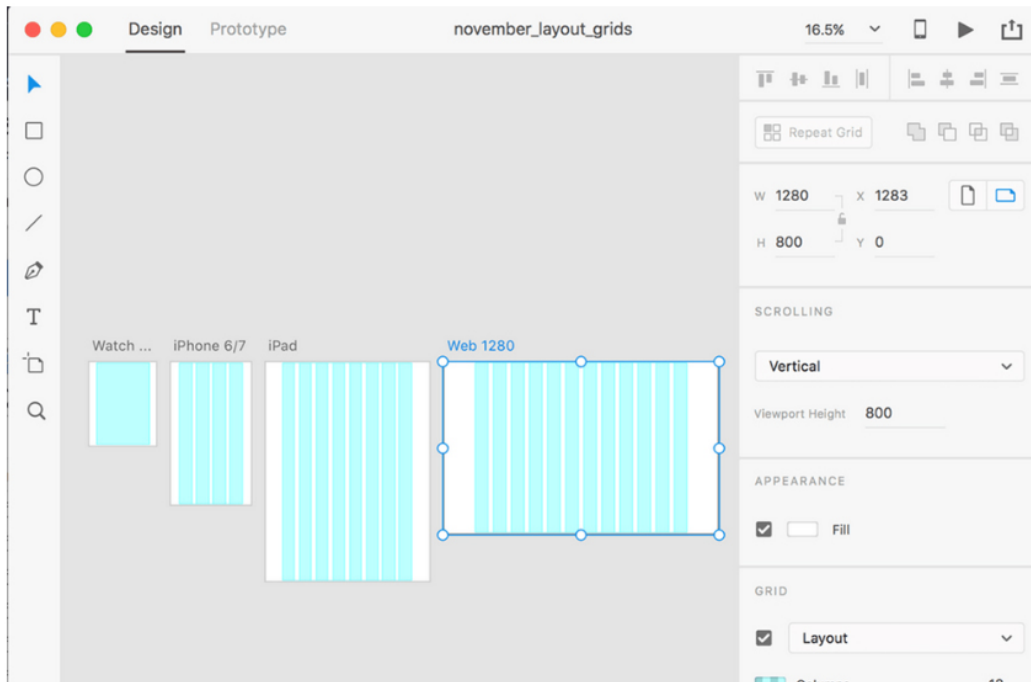 Design Prototype november_layout_grids 16.5%
Repeat Grid
W 1280 X 1283
H 800 Y 0
SCROLLING
Watch ... iPhone 6/7 iPad Web 1280
Vertical
Viewport Height 800
APPEARANCE
Fill
GRID
Layout